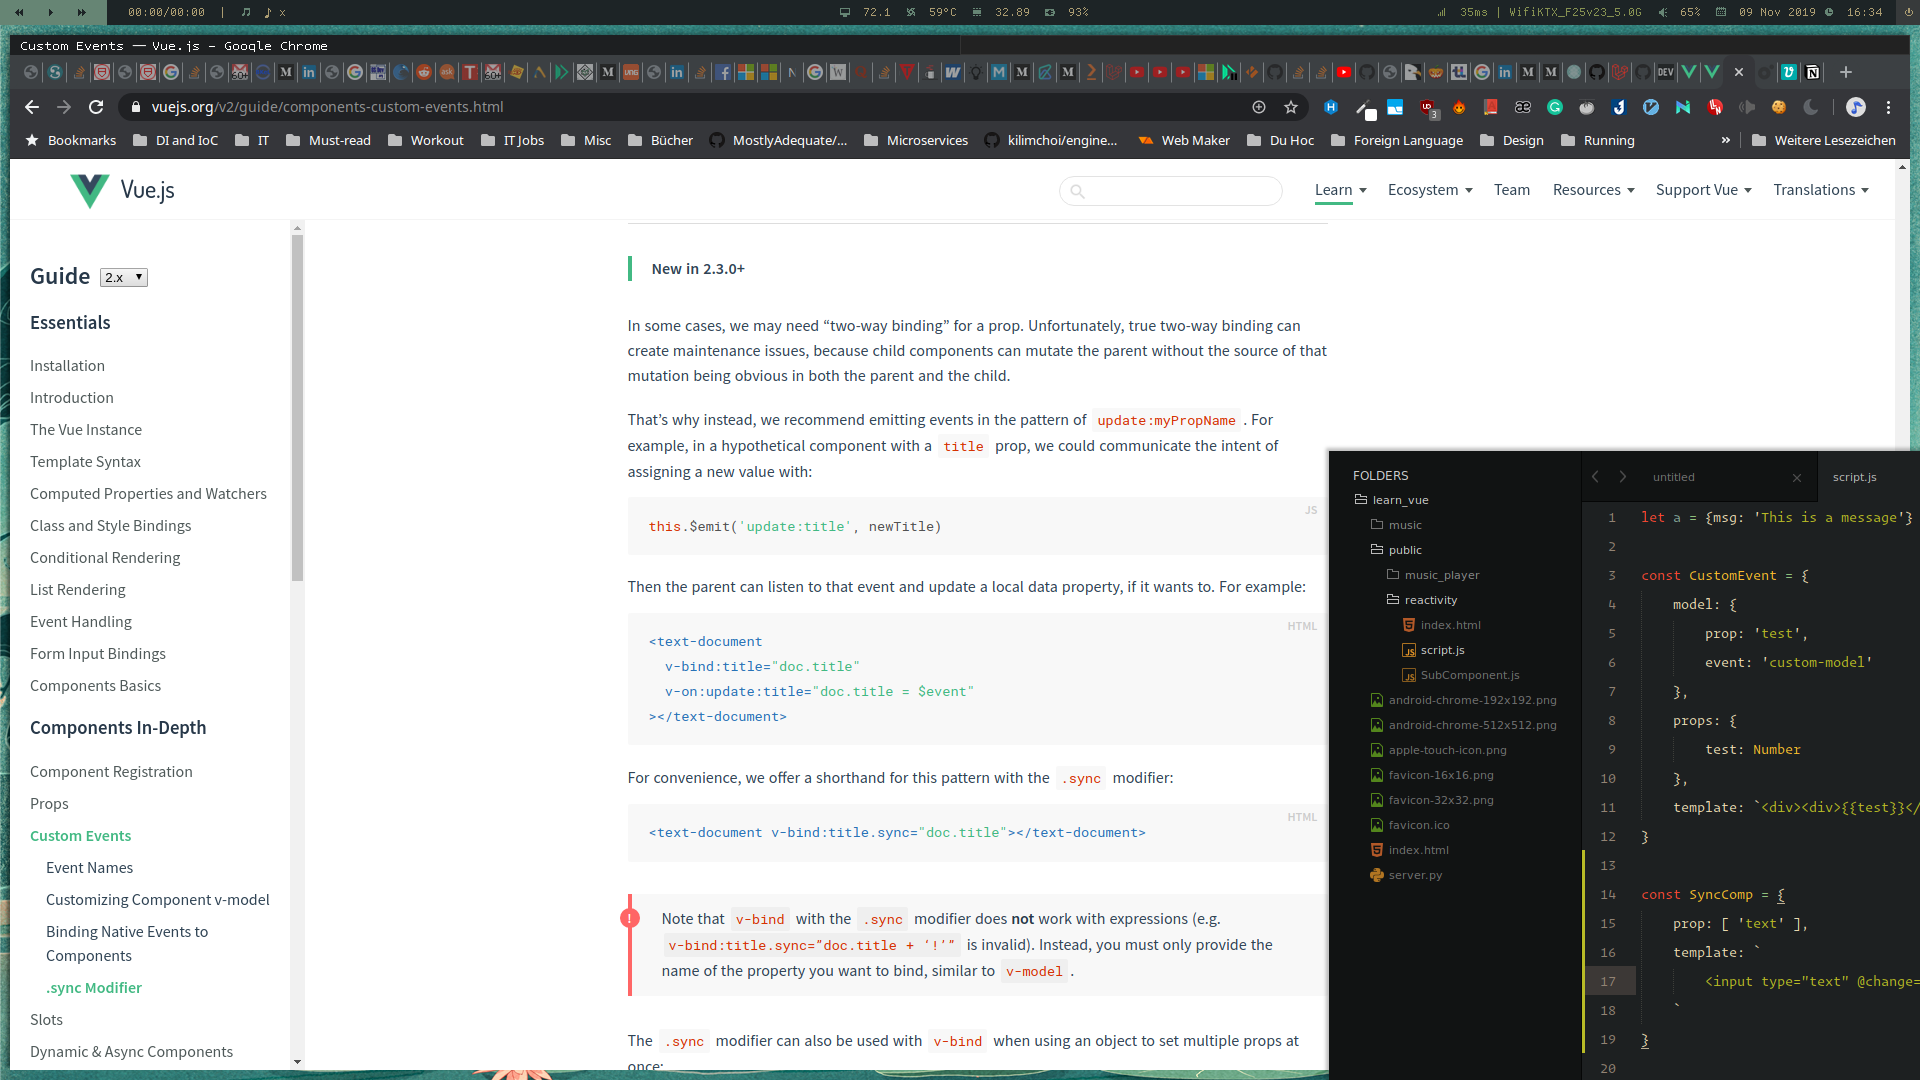 00:00/00:00 | x
72.1 59°C 32.89 93%
35ms | WifiKTX_F25v23_5.0G 65% 09 Nov 2019 16:34
Custom Events — Vue.js - Google Chrome
vuejs.org/v2/guide/components-custom-events.html
Bookmarks DI and IoC IT Must-read Workout IT Jobs Misc Bücher MostlyAdequate/... Microservices kilimchoi/engine... Web Maker Du Hoc Foreign Language Design Running » Weitere Lesezeichen
Vue.js
Learn Ecosystem Team Resources Support Vue Translations
Guide 2.x
Essentials
Installation
Introduction
The Vue Instance
Template Syntax
Computed Properties and Watchers
Class and Style Bindings
Conditional Rendering
List Rendering
Event Handling
Form Input Bindings
Components Basics
Components In-Depth
Component Registration
Props
Custom Events
Event Names
Customizing Component v-model
Binding Native Events to
Components
.sync Modifier
Slots
Dynamic & Async Components
New in 2.3.0+
In some cases, we may need “two-way binding” for a prop. Unfortunately, true two-way binding can
create maintenance issues, because child components can mutate the parent without the source of that
mutation being obvious in both the parent and the child.
That’s why instead, we recommend emitting events in the pattern of update:myPropName . For
example, in a hypothetical component with a title prop, we could communicate the intent of
assigning a new value with:
JS
this.$emit('update:title', newTitle)
Then the parent can listen to that event and update a local data property, if it wants to. For example:
HTML
<text-document
v-bind:title="doc.title"
v-on:update:title="doc.title = $event"
></text-document>
For convenience, we offer a shorthand for this pattern with the .sync modifier:
HTML
<text-document v-bind:title.sync="doc.title"></text-document>
Note that v-bind with the .sync modifier does not work with expressions (e.g.
v-bind:title.sync=”doc.title + ‘!’” is invalid). Instead, you must only provide the
name of the property you want to bind, similar to v-model .
The .sync modifier can also be used with v-bind when using an object to set multiple props at
once:
FOLDERS
learn_vue
music
public
music_player
reactivity
index.html
script.js
SubComponent.js
android-chrome-192x192.png
android-chrome-512x512.png
apple-touch-icon.png
favicon-16x16.png
favicon-32x32.png
favicon.ico
index.html
server.py
untitled script.js
1 let a = {msg: 'This is a message'}
2
3 const CustomEvent = {
4 model: {
5 prop: 'test',
6 event: 'custom-model'
7 },
8 props: {
9 test: Number
10 },
11 template: `<div><div>{{test}}</
12 }
13
14 const SyncComp = {
15 prop: [ 'text' ],
16 template: `
17 <input type="text" @change=
18 `
19 }
20